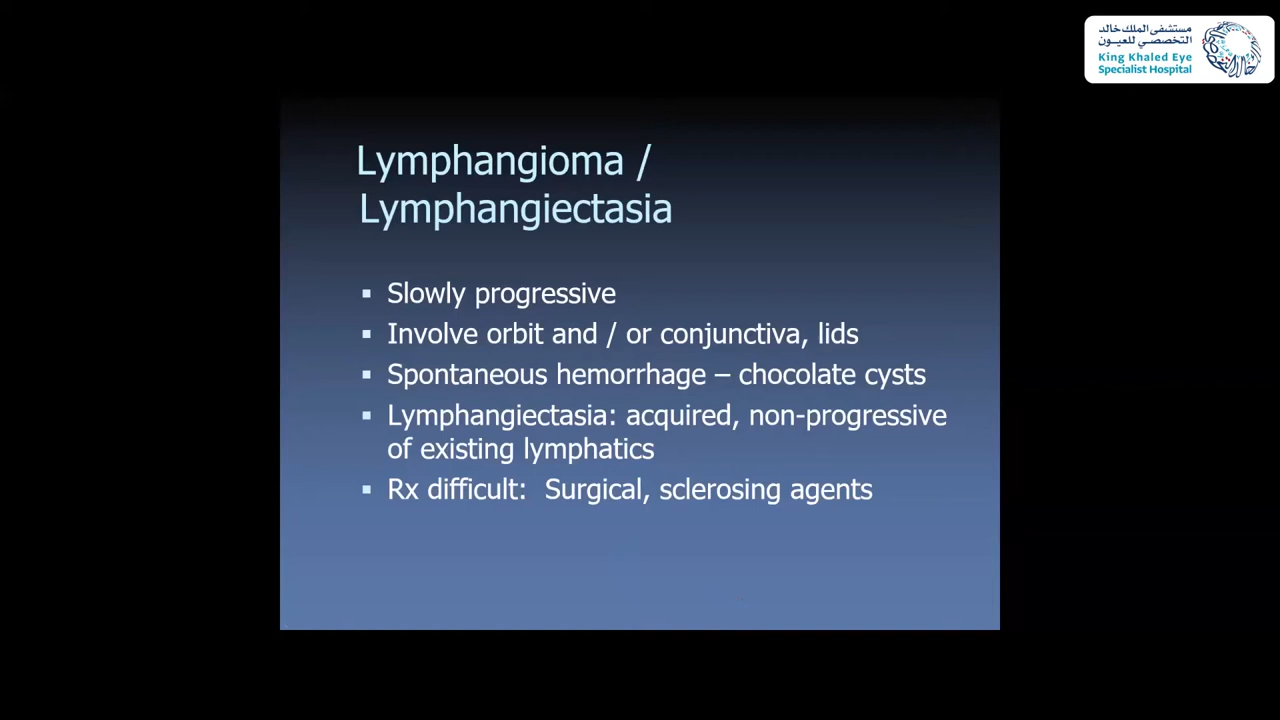 مستشفى الملك خالد
التخصصي للعيون
King Khaled Eye
Specialist Hospital
Lymphangioma /
Lymphangiectasia
▪ Slowly progressive
▪ Involve orbit and / or conjunctiva, lids
▪ Spontaneous hemorrhage – chocolate cysts
▪ Lymphangiectasia: acquired, non-progressive
of existing lymphatics
▪ Rx difficult:  Surgical, sclerosing agents